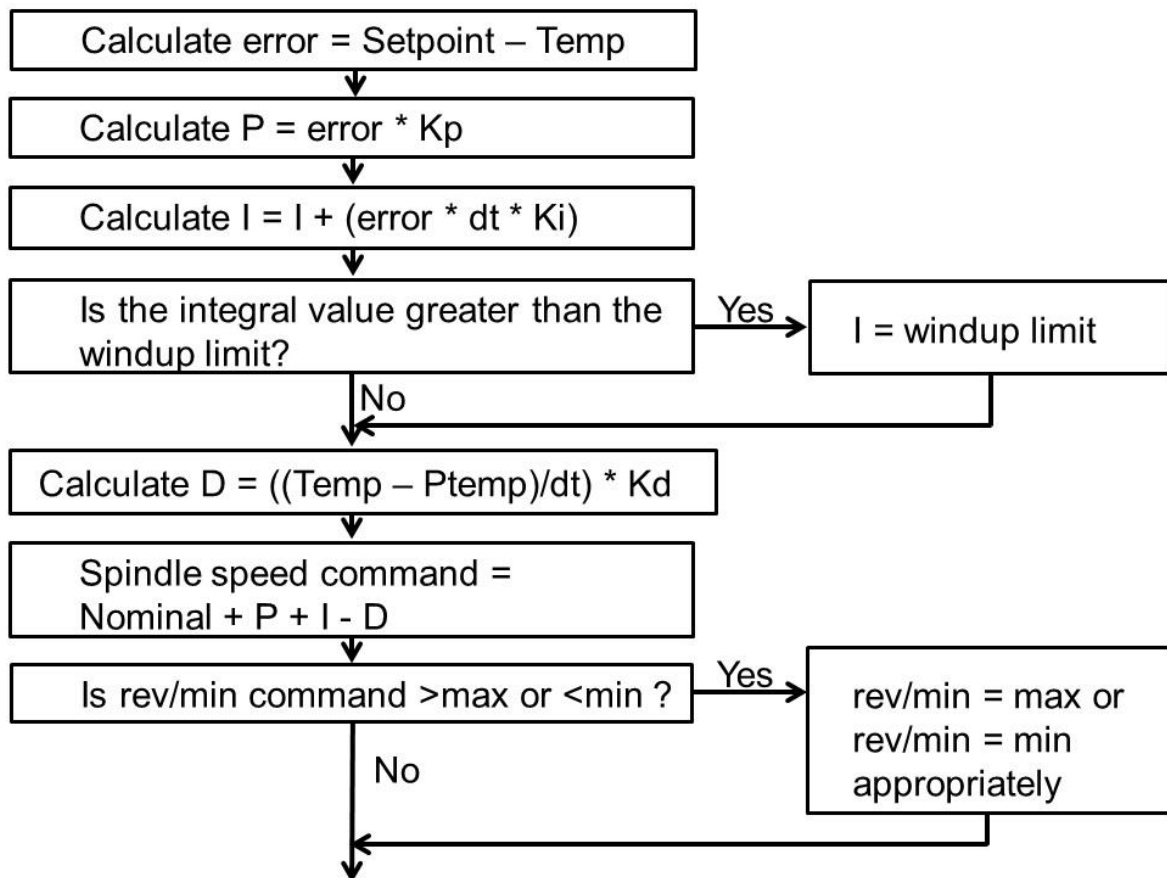 Calculate error = Setpoint – Temp
Calculate P = error * Kp
Calculate I = I + (error * dt * Ki)
Is the integral value greater than the
windup limit?
Yes
I = windup limit
No
Calculate D = ((Temp – Ptemp)/dt) * Kd
Spindle speed command =
Nominal + P + I - D
Is rev/min command >max or <min ?
Yes
rev/min = max or
rev/min = min
appropriately
No